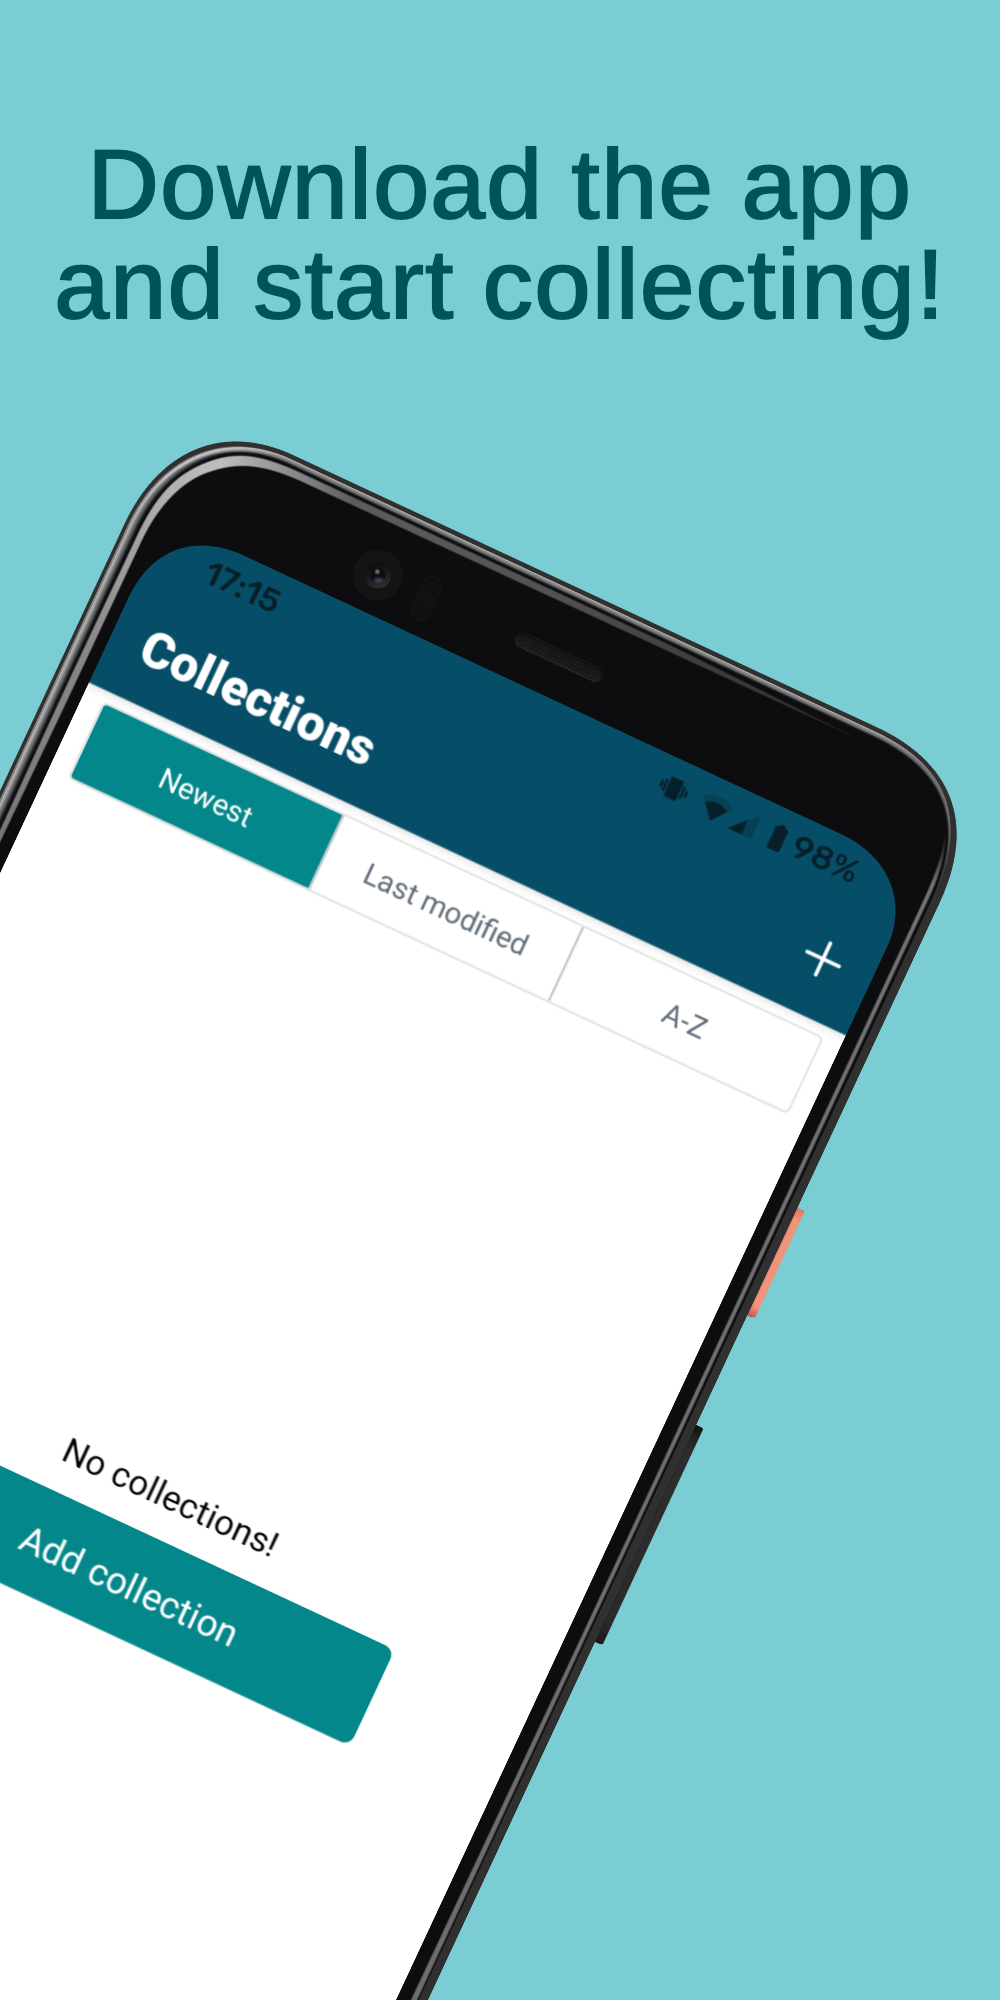 Download the app
and start collecting!
17:15
98%
Collections
Newest
Last modified
A-Z
No collections!
Add collection